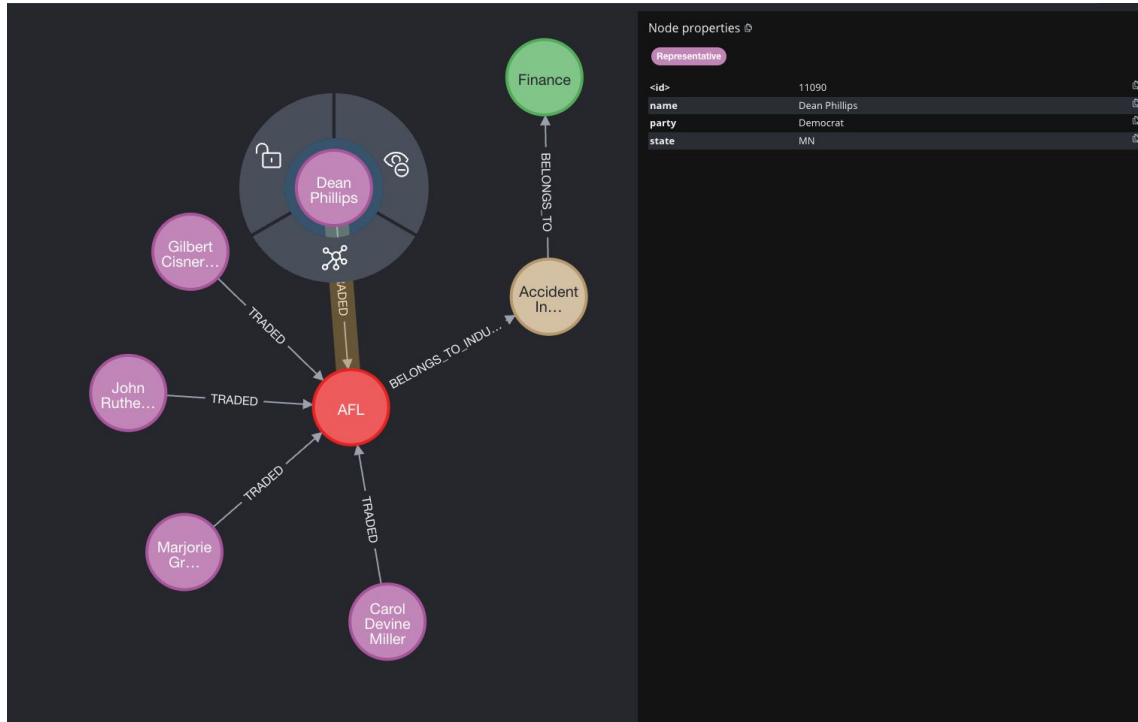 Node properties
Representative
<id> 11090
name Dean Phillips
party Democrat
state MN
Finance
BELONGS_TO
Dean
Phillips
Gilbert
Cisner…
TRADED
Accident
In…
BELONGS_TO_INDU…
John
Ruthe…
TRADED
AFL
TRADED
Marjorie
Gr…
TRADED
Carol
Devine
Miller